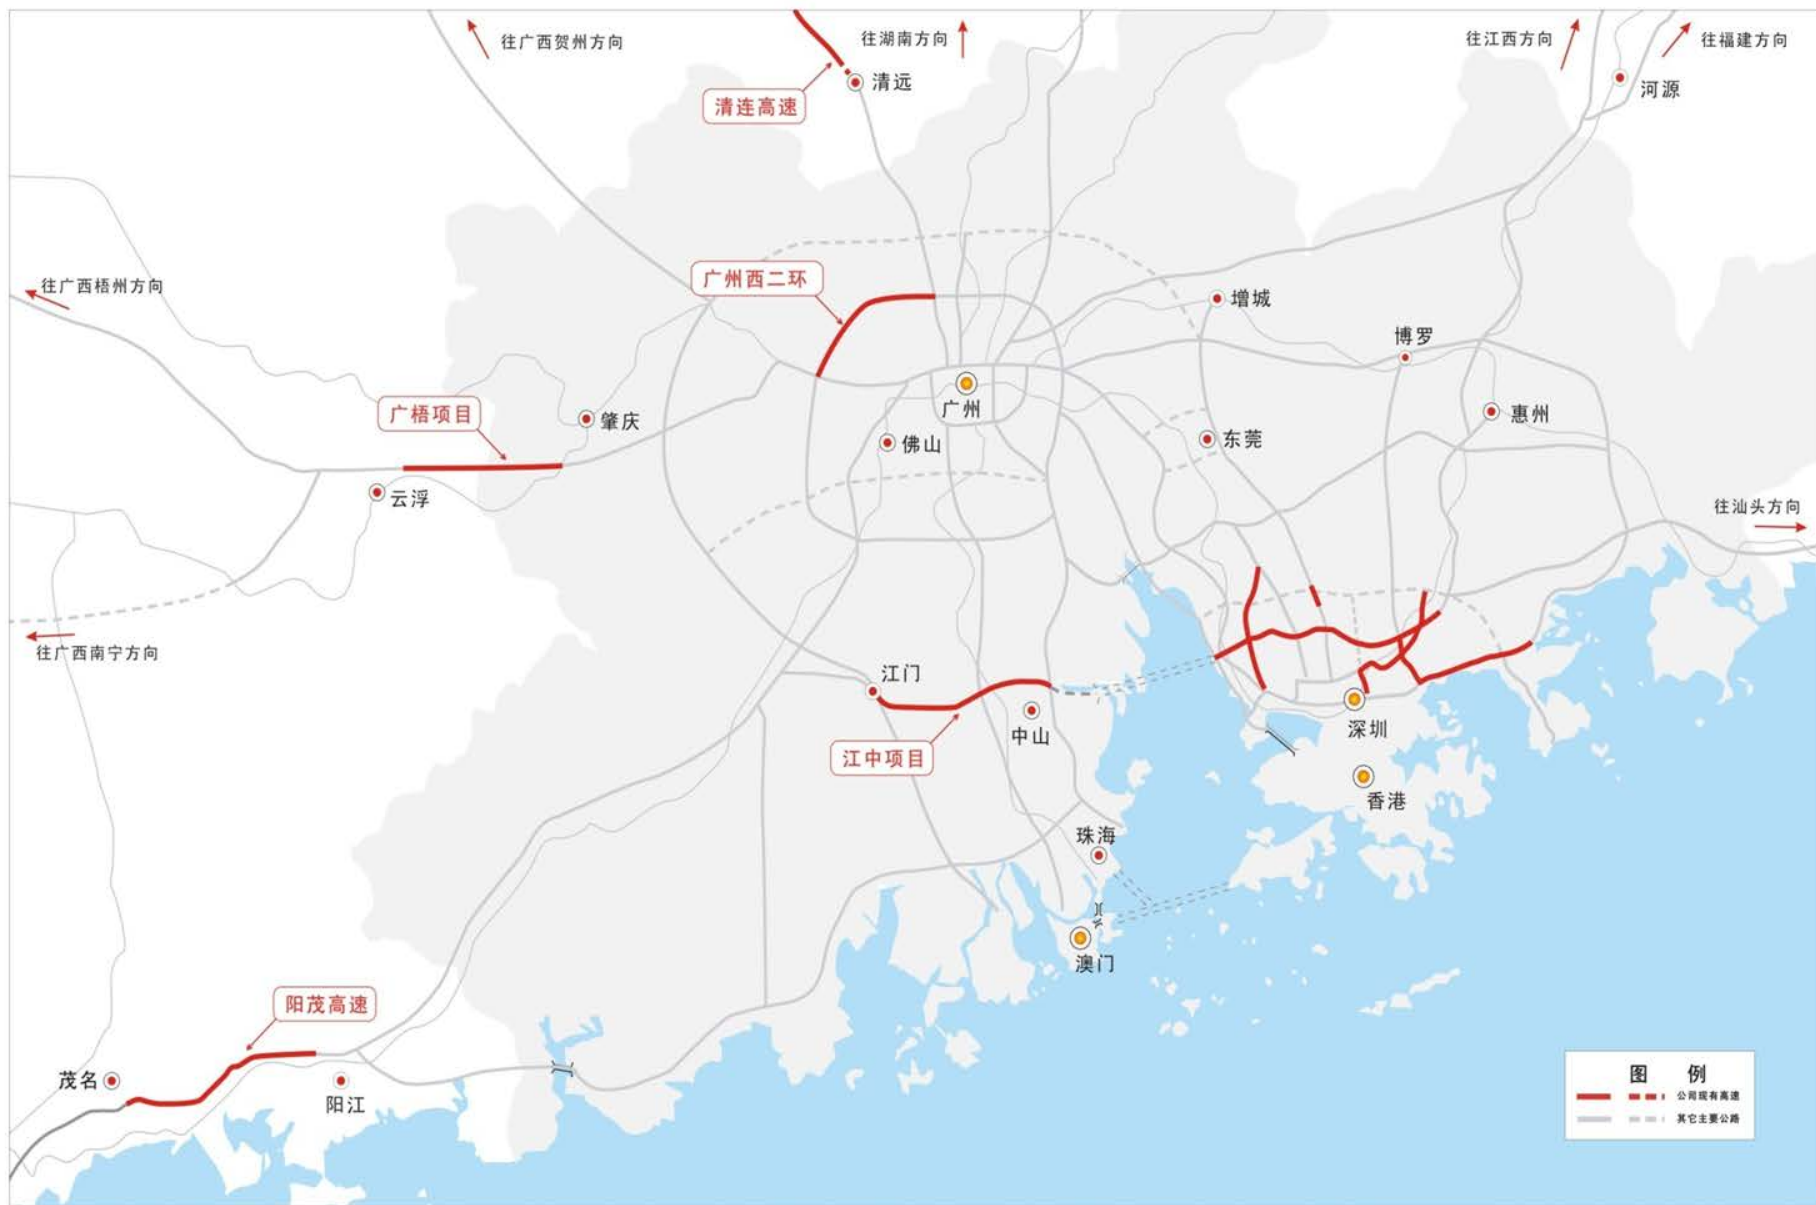 往广西贺州方向
往湖南方向
往江西方向
往福建方向
清远
河源
清连高速
往广西梧州方向
广州西二环
增城
博罗
广州
广梧项目
肇庆
佛山
东莞
惠州
云浮
往汕头方向
往广西南宁方向
江门
中山
深圳
江中项目
香港
珠海
澳门
阳茂高速
茂名
阳江
图 例
公司现有高速
其它主要公路